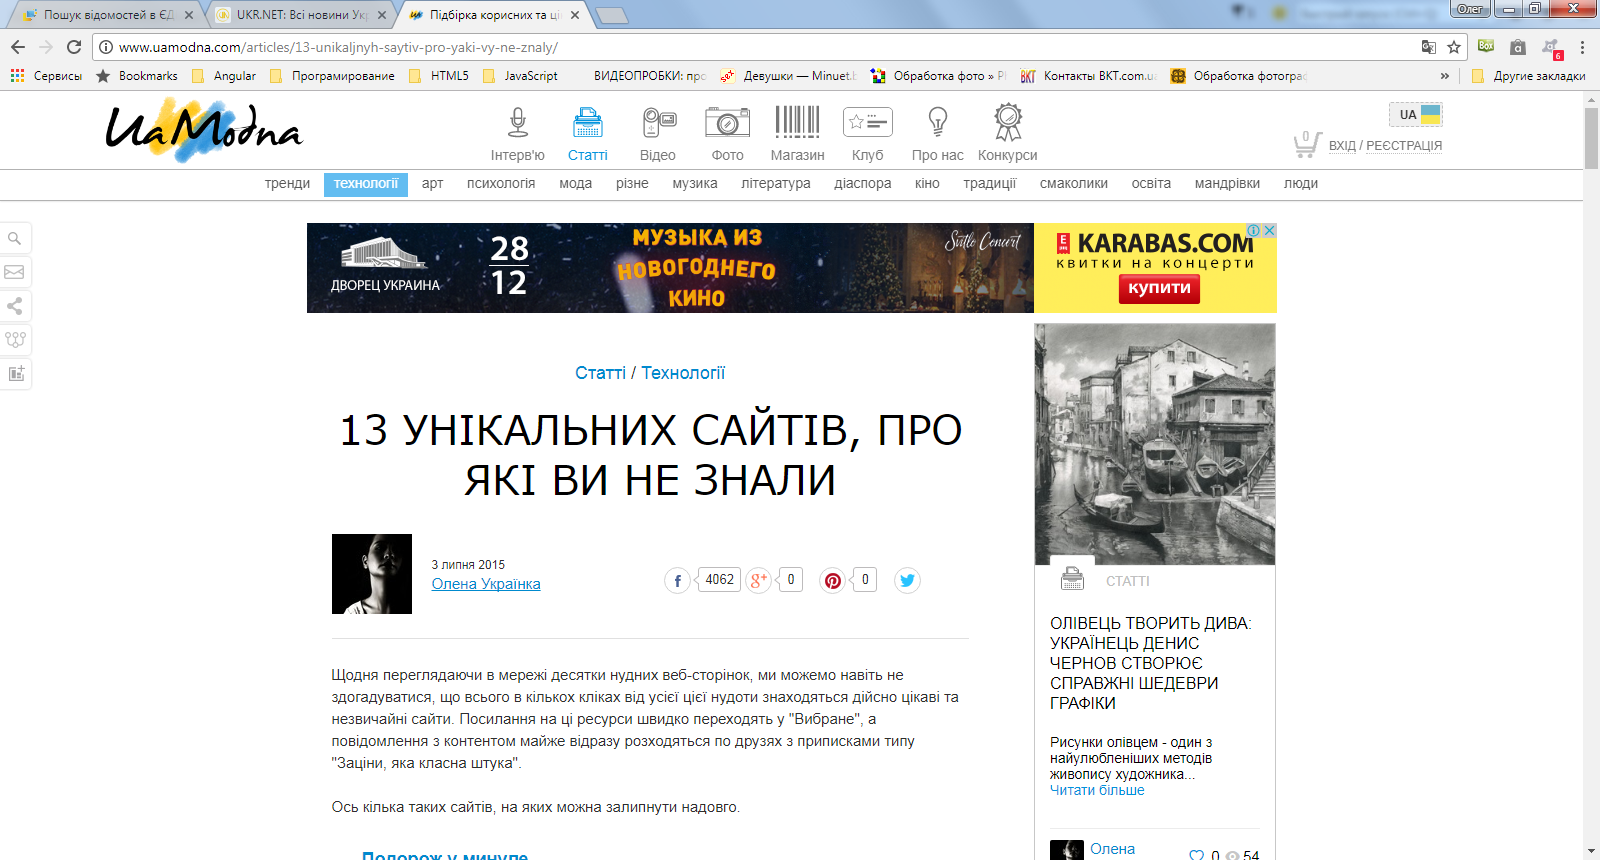 Пошук відомостей в ЄД
UKR.NET: Всі новини Укр
Підбірка корисних та ці
Олег
www.uamodna.com/articles/13-unikaljnyh-saytiv-pro-yaki-vy-ne-znaly/
Box
a
6
Сервисы
Bookmarks
Angular
Програмирование
HTML5
JavaScript
ВИДЕОПРОБКИ: про
Девушки — Minuet.b
Обработка фото » Р
ВКТ
Контакты BKT.com.ua
Обработка фотограф
»
Другие закладки
UaModna
Інтерв'ю
Статті
Відео
Фото
Магазин
Клуб
Про нас
Конкурси
UA
0
ВХІД / РЕЄСТРАЦІЯ
тренди
технології
арт
психологія
мода
різне
музика
література
діаспора
кіно
традиції
смаколики
освіта
мандрівки
люди
ДВОРЕЦ УКРАИНА
28
12
МУЗЫКА ИЗ
НОВОГОДНЕГО
КИНО
Svitlo Concert
KARABAS.COM
КВИТКИ НА КОНЦЕРТИ
купити
Статті / Технології
13 УНІКАЛЬНИХ САЙТІВ, ПРО
ЯКІ ВИ НЕ ЗНАЛИ
3 липня 2015
Олена Українка
4062
g+
0
0
Щодня переглядаючи в мережі десятки нудних веб-сторінок, ми можемо навіть не
здогадуватися, що всього в кількох кліках від усієї цієї нудоти знаходяться дійсно цікаві та
незвичайні сайти. Посилання на ці ресурси швидко переходять у "Вибране", а
повідомлення з контентом майже відразу розходяться по друзях з приписками типу
"Заціни, яка класна штука".
Ось кілька таких сайтів, на яких можна залипнути надовго.
Подорож у минуле
СТАТТІ
ОЛІВЕЦЬ ТВОРИТЬ ДИВА:
УКРАЇНЕЦЬ ДЕНИС
ЧЕРНОВ СТВОРЮЄ
СПРАВЖНІ ШЕДЕВРИ
ГРАФІКИ
Рисунки олівцем - один з
найулюбленіших методів
живопису художника...
Читати більше
Олена
0
54